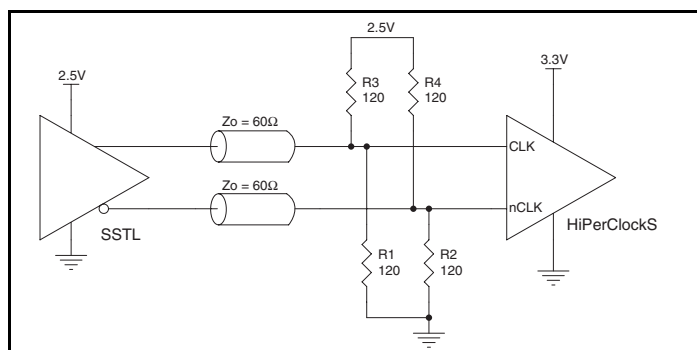 2.5V
2.5V
3.3V
R3
120
R4
120
Zo = 60Ω
CLK
Zo = 60Ω
nCLK
SSTL
HiPerClockS
R1
120
R2
120